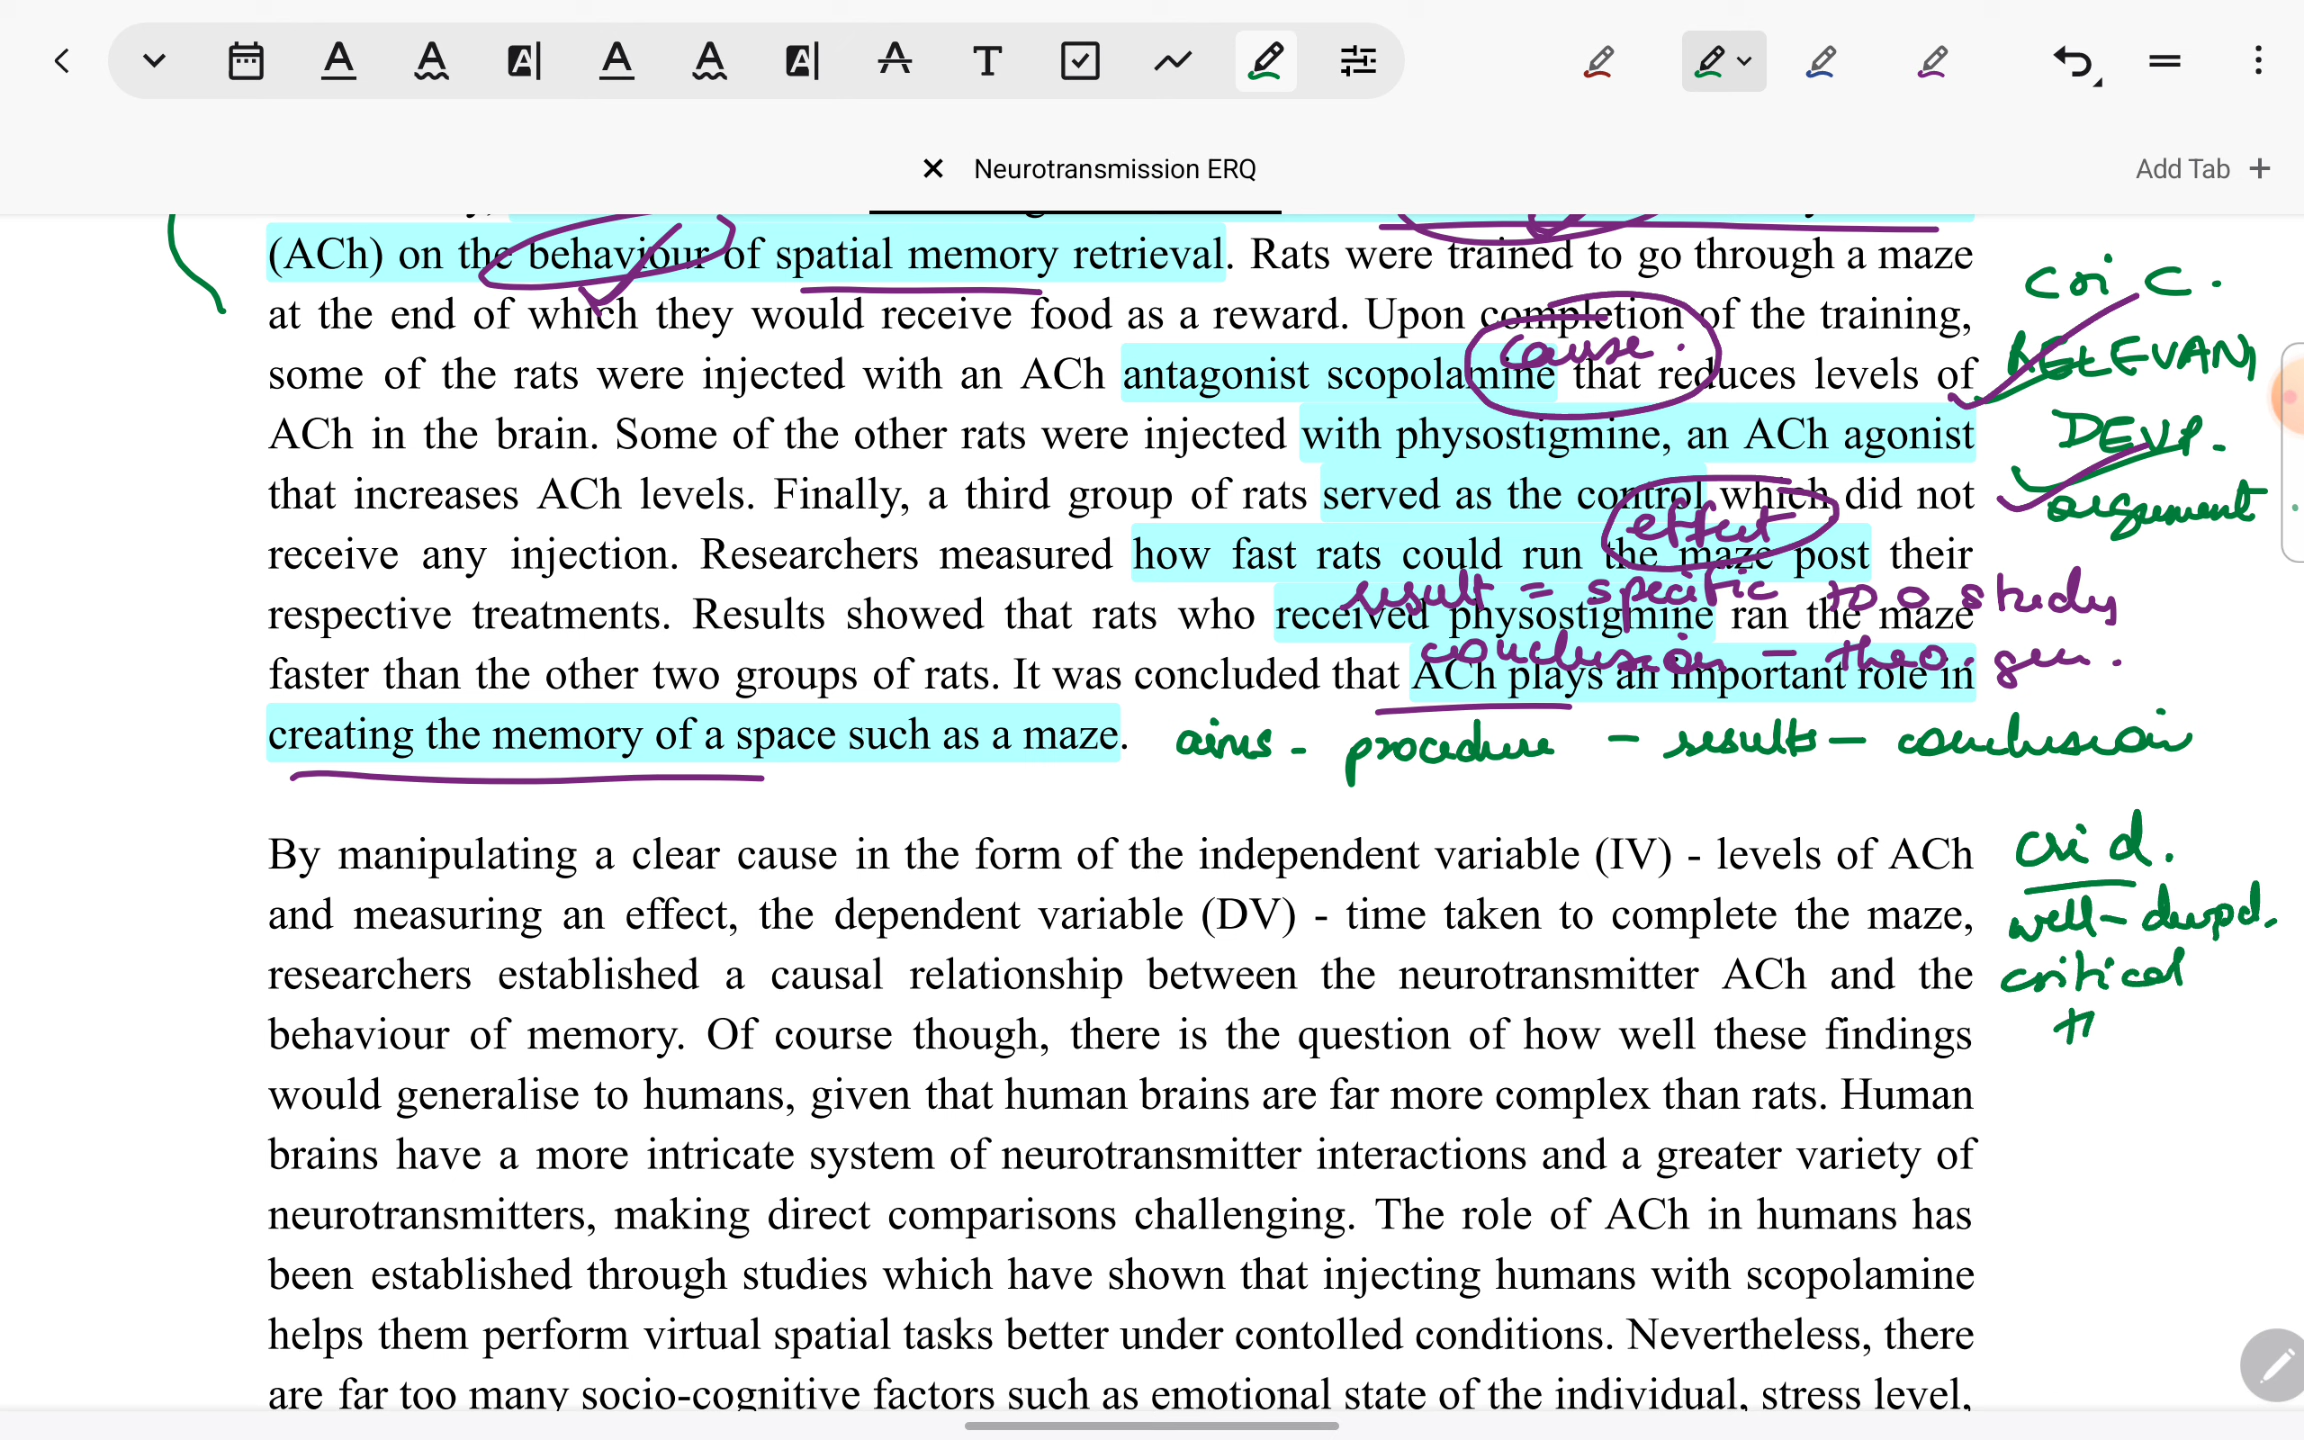 Neurotransmission ERQ
Add Tab +
(ACh) on the behaviour of spatial memory retrieval. Rats were trained to go through a maze
at the end of which they would receive food as a reward. Upon completion of the training,
cause.
some of the rats were injected with an ACh antagonist scopolamine that reduces levels of
ACh in the brain. Some of the other rats were injected with physostigmine, an ACh agonist
that increases ACh levels. Finally, a third group of rats served as the control which did not
effect
receive any injection. Researchers measured how fast rats could run the maze post their
result = specific to a study
respective treatments. Results showed that rats who received physostigmine ran the maze
conclusion - theo. gen.
faster than the other two groups of rats. It was concluded that ACh plays an important role in
creating the memory of a space such as a maze.
aims - procedure - results - conclusion
cri C.
RELEVAN
DEVP.
argument
By manipulating a clear cause in the form of the independent variable (IV) - levels of ACh
and measuring an effect, the dependent variable (DV) - time taken to complete the maze,
researchers established a causal relationship between the neurotransmitter ACh and the
behaviour of memory. Of course though, there is the question of how well these findings
would generalise to humans, given that human brains are far more complex than rats. Human
brains have a more intricate system of neurotransmitter interactions and a greater variety of
neurotransmitters, making direct comparisons challenging. The role of ACh in humans has
been established through studies which have shown that injecting humans with scopolamine
helps them perform virtual spatial tasks better under contolled conditions. Nevertheless, there
are far too many socio-cognitive factors such as emotional state of the individual, stress level,
cri d.
well-devpd.
critical